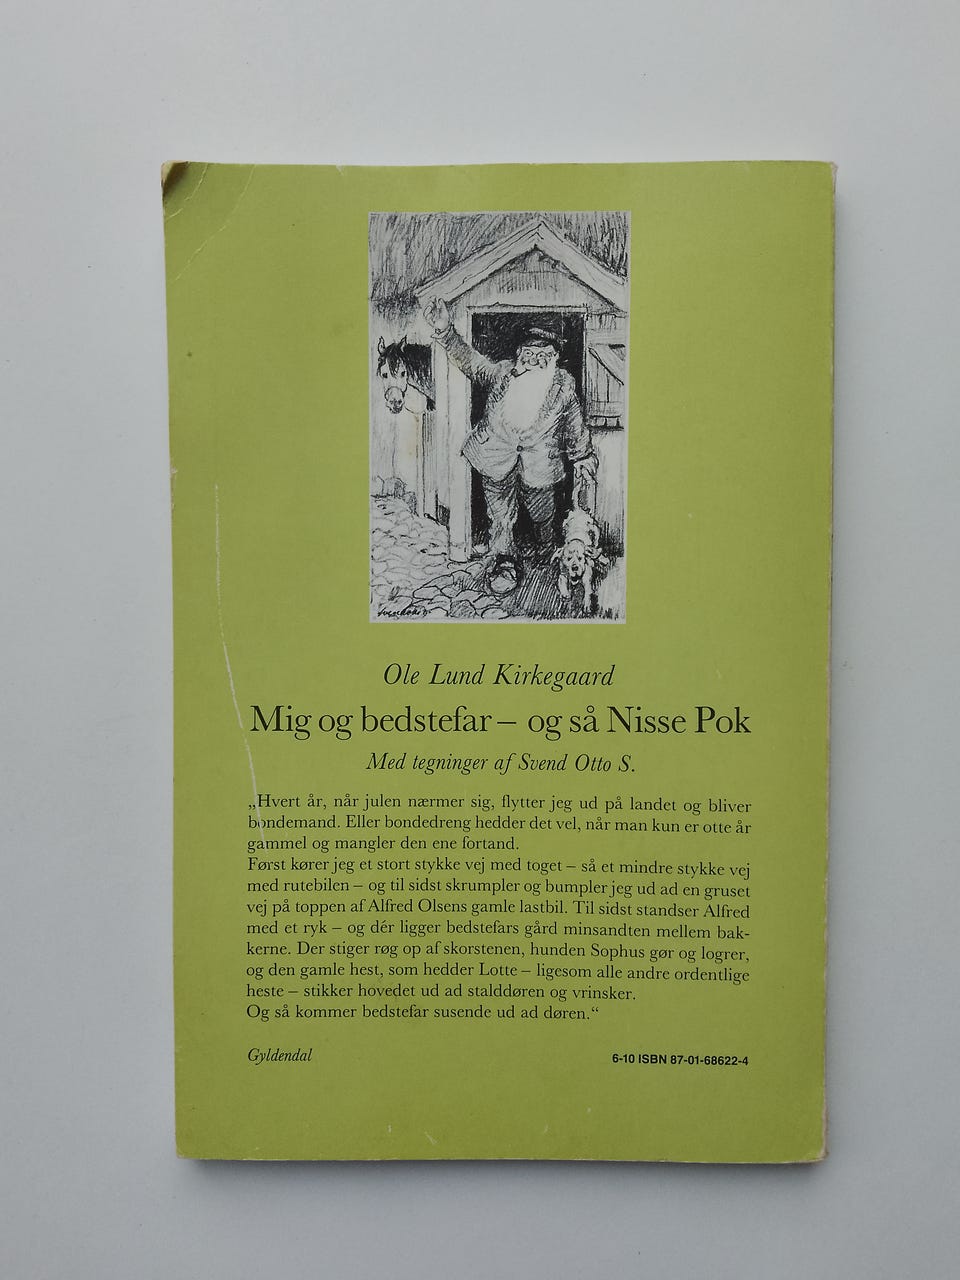 Ole Lund Kirkegaard
Mig og bedstefar – og så Nisse Pok
Med tegninger af Svend Otto S.
„Hvert år, når julen nærmer sig, flytter jeg ud på landet og bliver
bondemand. Eller bondedreng hedder det vel, når man kun er otte år
gammel og mangler den ene fortand.
Først kører jeg et stort stykke vej med toget – så et mindre stykke vej
med rutebilen – og til sidst skrumpler og bumpler jeg ud ad en gruset
vej på toppen af Alfred Olsens gamle lastbil. Til sidst standser Alfred
med et ryk – og dér ligger bedstefars gård minsandten mellem bak-
kerne. Der stiger røg op af skorstenen, hunden Sophus gør og logrer,
og den gamle hest, som hedder Lotte – ligesom alle andre ordentlige
heste – stikker hovedet ud ad stalddøren og vrinsker.
Og så kommer bedstefar susende ud ad døren.“
Gyldendal
6-10 ISBN 87-01-68622-4